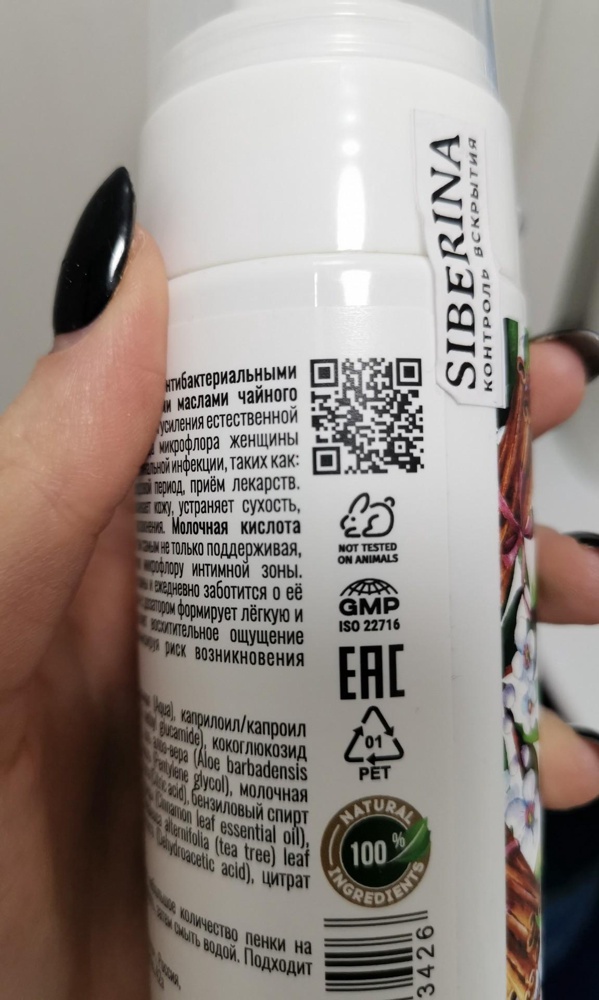 SIBERINA
КОНТРОЛЬ ВСКРЫТИЯ
маслами чайного
усиления естественной
микрофлора женщины
инфекции, таких как:
период, приём лекарств.
кожу, устраняет сухость,
Молочная кислота
не только поддерживая,
микрофлору интимной зоны.
и ежедневно заботится о её
формирует лёгкую и
восхитительное ощущение
риск возникновения
(Aqua), каприлоил/капроил
glucamide), кокоглюкозид
(Aloe barbadensis
glycol), молочная
acid), бензиловый спирт
(Cinnamon leaf essential oil),
alternifolia (tea tree) leaf
(Dehydroacetic acid), цитрат
количество пенки на
смыть водой. Подходит
Россия,
NOT TESTED
ON ANIMALS
GMP
ISO 22716
EAC
01
PET
NATURAL
100%
INGREDIENTS
3426